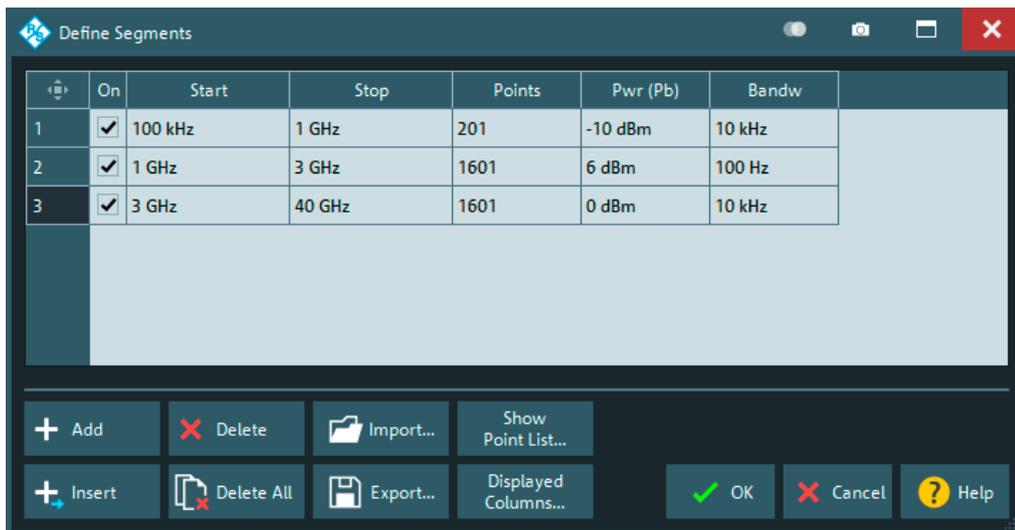 R&S Define Segments
On Start Stop Points Pwr (Pb) Bandw
1 100 kHz 1 GHz 201 -10 dBm 10 kHz
2 1 GHz 3 GHz 1601 6 dBm 100 Hz
3 3 GHz 40 GHz 1601 0 dBm 10 kHz
Add Delete Import... Show
Point List...
Insert Delete All Export... Displayed
Columns... OK Cancel ? Help